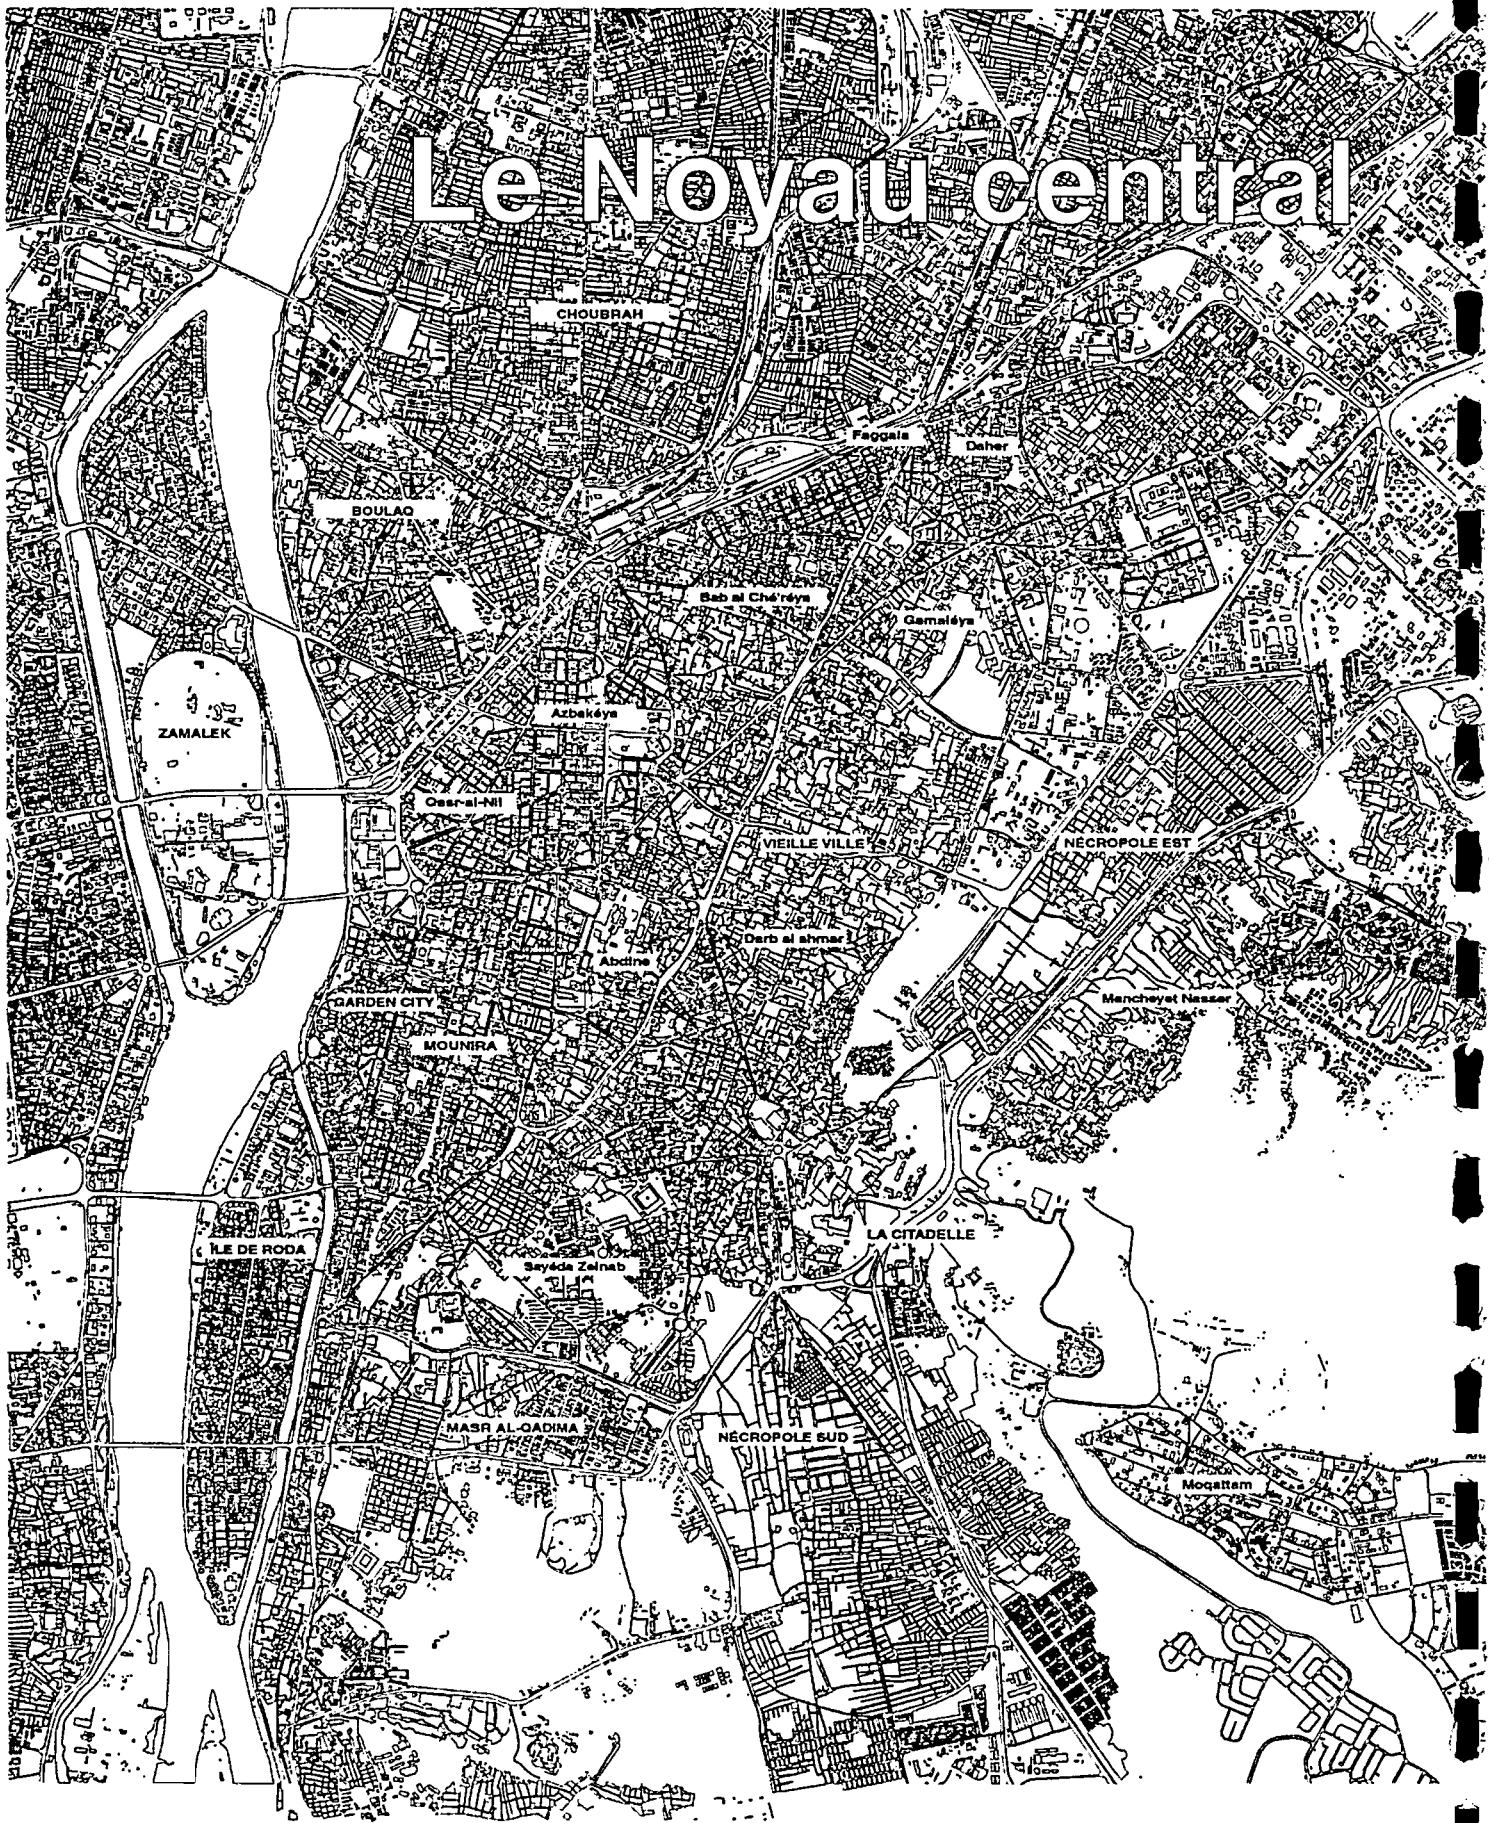 Le Noyau central
CHOUBRAH
Faggala
Daher
BOULAQ
Bab al Cha'réya
Gamaléya
Azbakéya
ZAMALEK
Qasr-al-Nil
VIEILLE VILLE
NÉCROPOLE EST
Darb al ahmar
Abdine
GARDEN CITY
Mancheyet Nasser
MOUNIRA
LA CITADELLE
ÎLE DE RODA
Sayéda Zeinab
MASR AL-QADIMA
NÉCROPOLE SUD
Moqattam